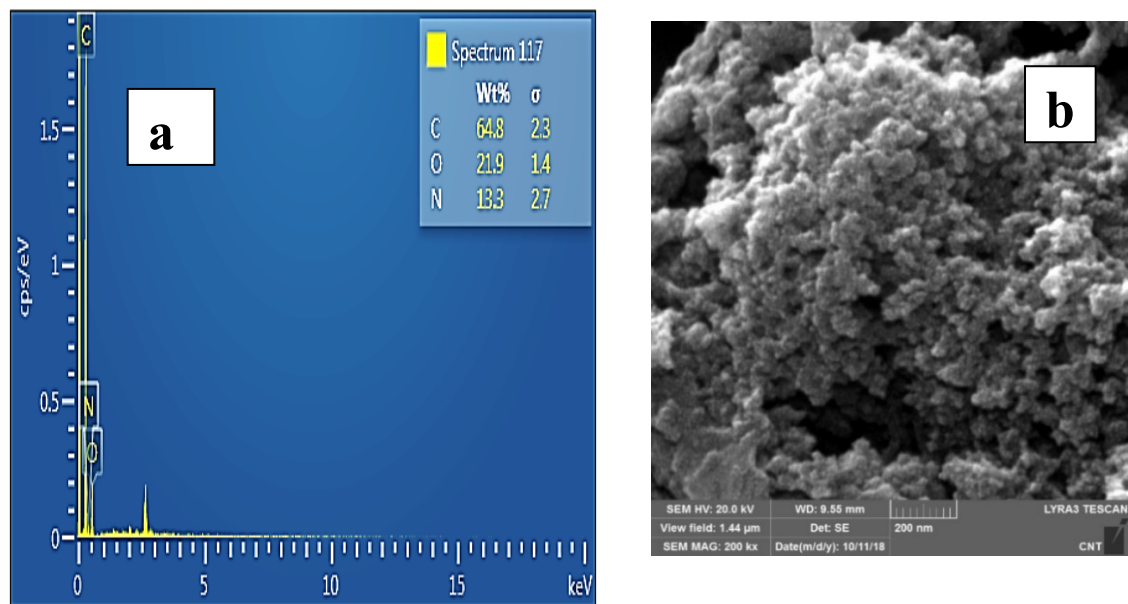 C
Spectrum 117
Wt% σ
C 64.8 2.3
O 21.9 1.4
N 13.3 2.7
a
1.5
1
0.5
0
cps/eV
N
O
0 5 10 15 keV
b
SEM HV: 20.0 kV WD: 9.55 mm LYRA3 TESCAN
View field: 1.44 µm Det: SE 200 nm
SEM MAG: 200 kx Date(m/d/y): 10/11/18 CNT